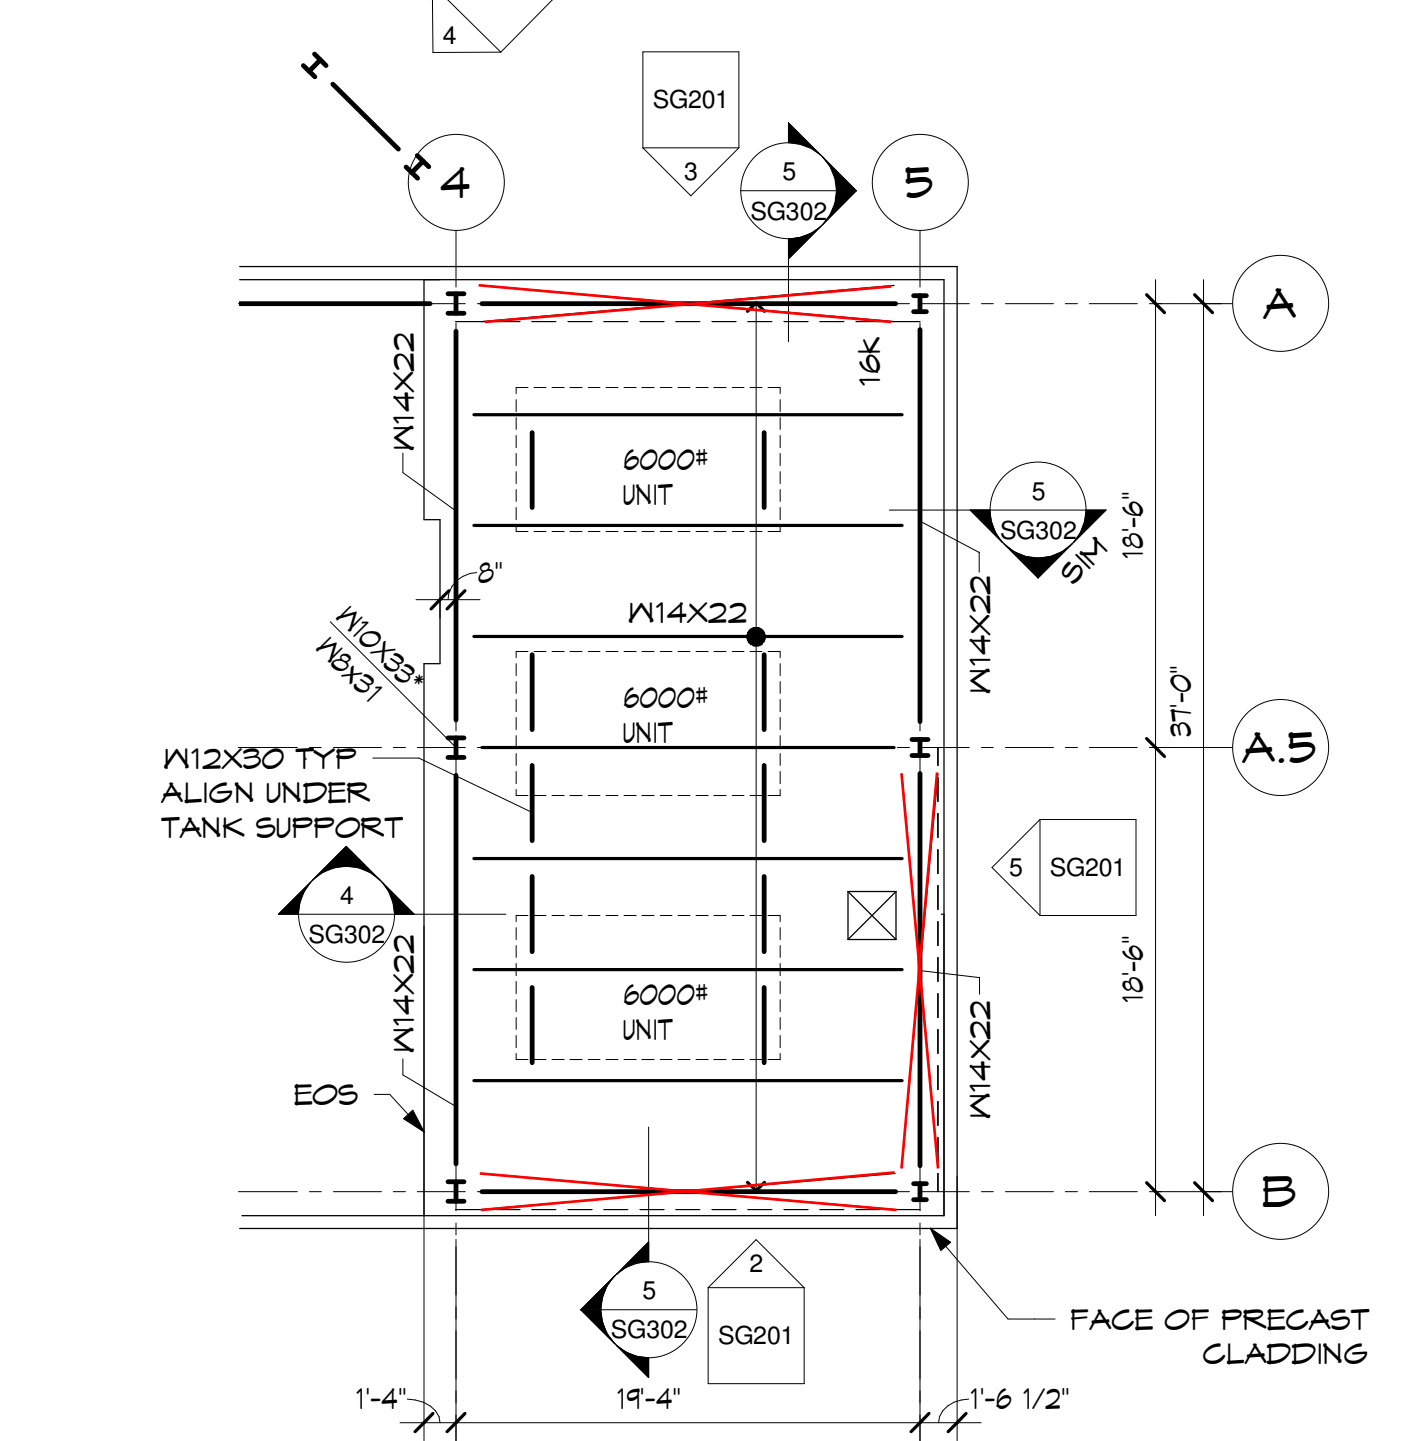 4
SG201
3
5
SG302
4
5
A
W14X22
16K
6000#
UNIT
5
SG302
SIM
18'-6"
8"
W14X22
W14X22
W10X33*
W8X31
6000#
UNIT
37'-0"
A.5
W12X30 TYP
ALIGN UNDER
TANK SUPPORT
5
SG201
4
SG302
W14X22
18'-6"
6000#
UNIT
W14X22
EOS
B
2
SG201
5
SG302
FACE OF PRECAST
CLADDING
1'-4"
19'-4"
1'-6 1/2"